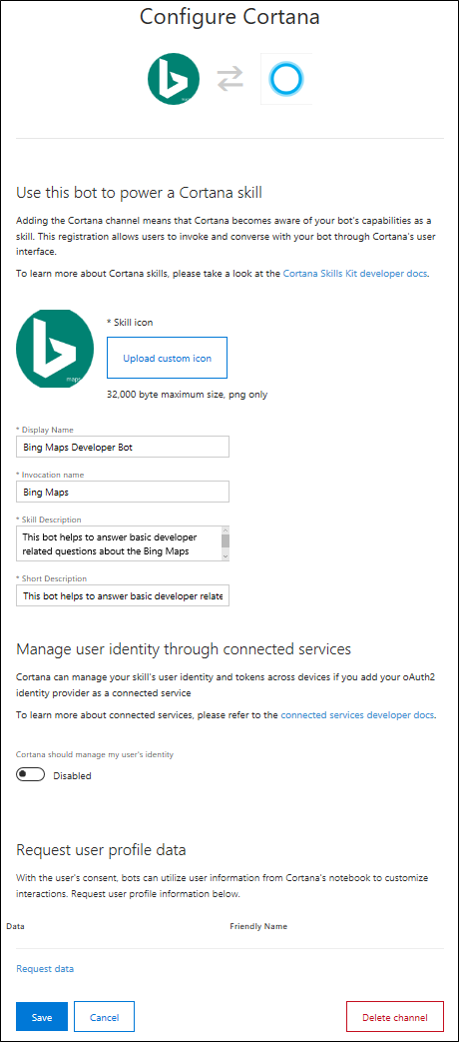 Configure Cortana
maps
Use this bot to power a Cortana skill
Adding the Cortana channel means that Cortana becomes aware of your bot's capabilities as a
skill. This registration allows users to invoke and converse with your bot through Cortana's user
interface.
To learn more about Cortana skills, please take a look at the Cortana Skills Kit developer docs.
* Skill icon
Upload custom icon
maps
32,000 byte maximum size, png only
* Display Name
Bing Maps Developer Bot
* Invocation name
Bing Maps
* Skill Description
This bot helps to answer basic developer
related questions about the Bing Maps
* Short Description
This bot helps to answer basic developer relate
Manage user identity through connected services
Cortana can manage your skill's user identity and tokens across devices if you add your oAuth2
identity provider as a connected service
To learn more about connected services, please refer to the connected services developer docs.
Cortana should manage my user's identity
Disabled
Request user profile data
With the user's consent, bots can utilize user information from Cortana's notebook to customize
interactions. Request user profile information below.
Data Friendly Name
Request data
Save Cancel Delete channel